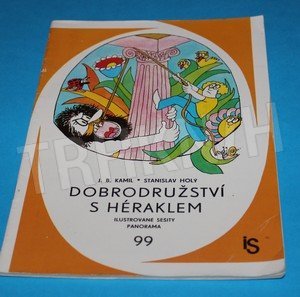 J. B. KAMIL * STANISLAV HOLÝ
DOBRODRUŽSTVÍ
S HÉRAKLEM
ILUSTROVANÉ SEŠITY
PANORAMA
99
iS